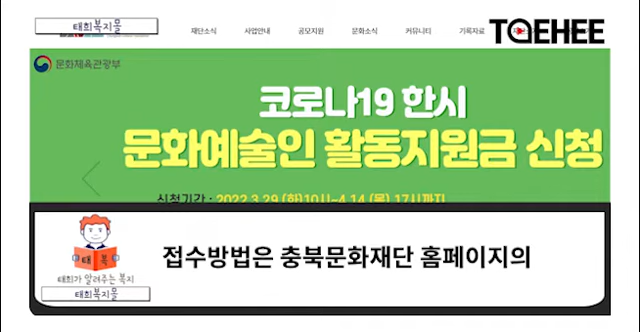 태희복지몰
재단소식 사업안내 공모지원 문화소식 커뮤니티 기록자료
TAEHEE
문화체육관광부
코로나19 한시
문화예술인 활동지원금 신청
신청기간 : 2022.3.29.(화)10시~4.14.(목) 17시까지
태 복
접수방법은 충북문화재단 홈페이지의
태희가 알려주는 복지
태희복지몰